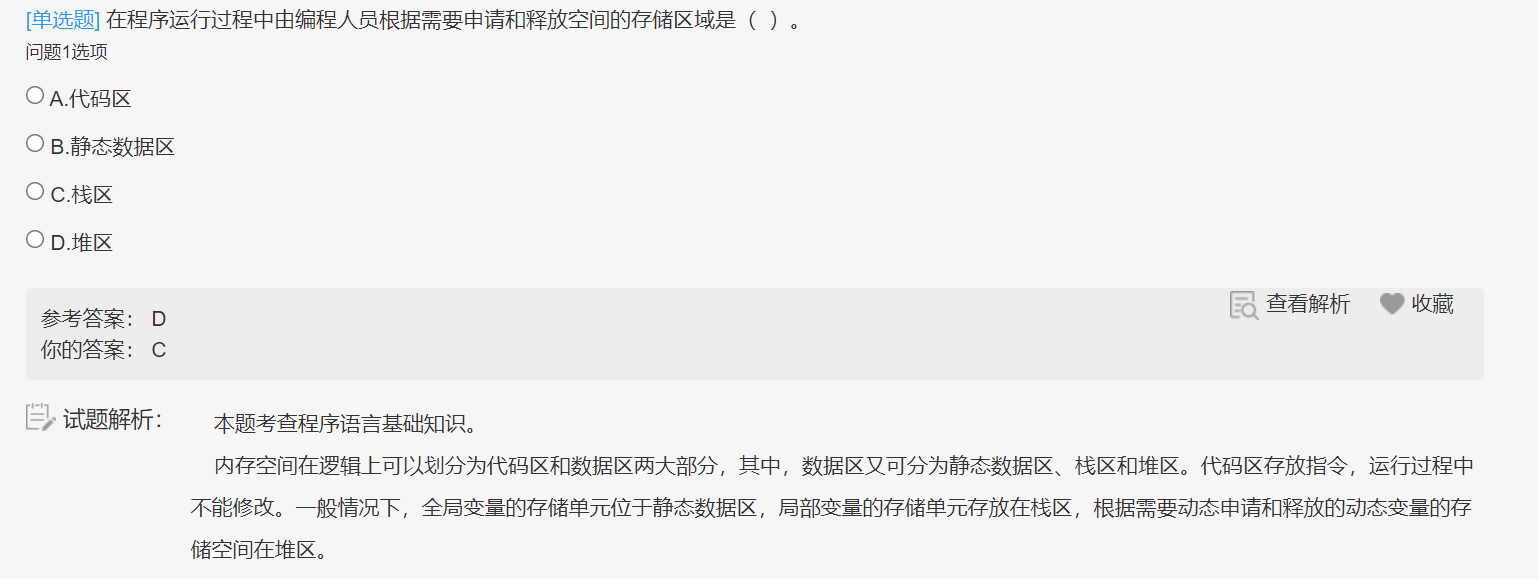 [单选题] 在程序运行过程中由编程人员根据需要申请和释放空间的存储区域是（  ）。
问题1选项
A.代码区
B.静态数据区
C.栈区
D.堆区
查看解析 收藏
参考答案： D
你的答案： C
试题解析： 本题考查程序语言基础知识。
内存空间在逻辑上可以划分为代码区和数据区两大部分，其中，数据区又可分为静态数据区、栈区和堆区。代码区存放指令，运行过程中
不能修改。一般情况下，全局变量的存储单元位于静态数据区，局部变量的存储单元存放在栈区，根据需要动态申请和释放的动态变量的存
储空间在堆区。